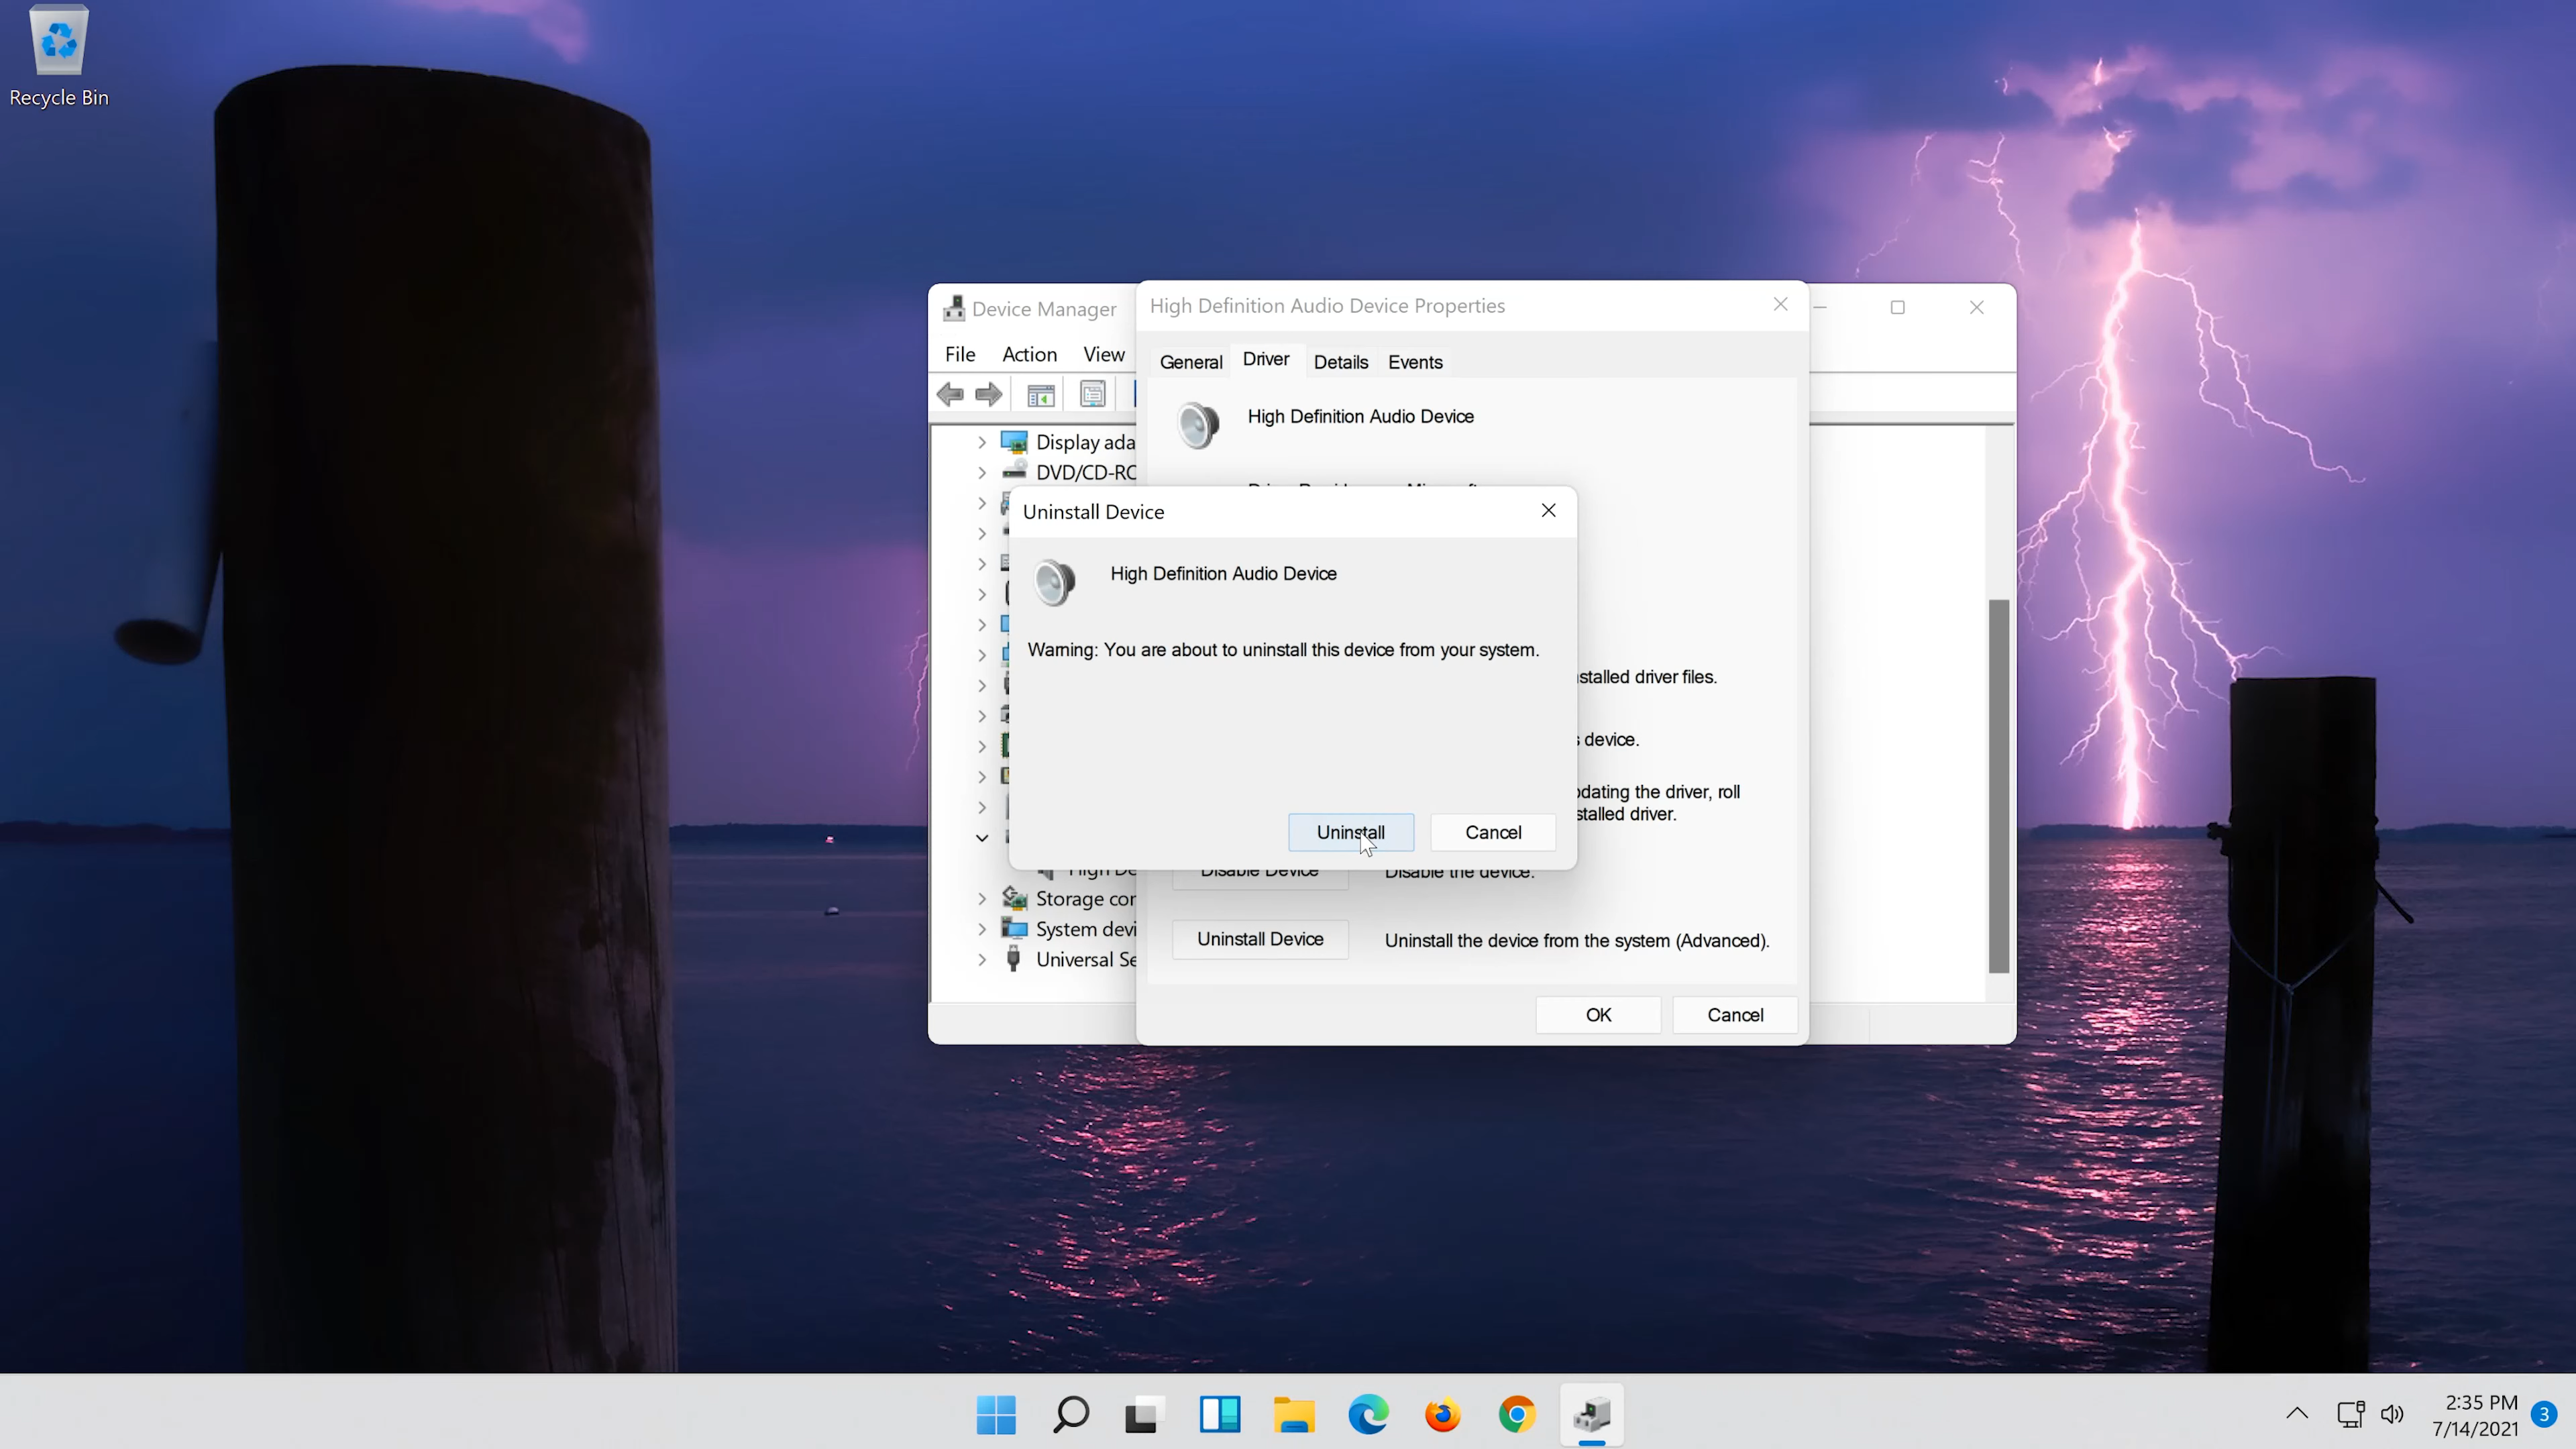 Recycle Bin
Device Manager
File Action View
Display ada
DVD/CD-RO
Storage con
System devi
Universal Se
High Definition Audio Device Properties
General Driver Details Events
High Definition Audio Device
stalled driver files.
device.
dating the driver, roll
stalled driver.
Disable Device Disable the device.
Uninstall Device Uninstall the device from the system (Advanced).
OK Cancel
Uninstall Device
High Definition Audio Device
Warning: You are about to uninstall this device from your system.
Uninstall Cancel
2:35 PM
7/14/2021
3